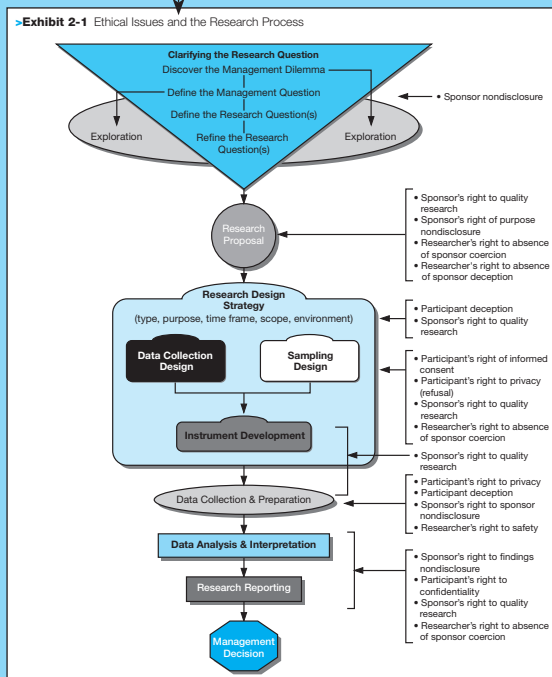 >Exhibit 2-1 Ethical Issues and the Research Process
Clarifying the Research Question
Discover the Management Dilemma
Define the Management Question
Define the Research Question(s)
Refine the Research
Question(s)
Exploration
Exploration
• Sponsor nondisclosure
Research
Proposal
• Sponsor's right to quality
research
• Sponsor's right of purpose
nondisclosure
• Researcher's right to absence
of sponsor coercion
• Researcher's right to absence
of sponsor deception
Research Design
Strategy
(type, purpose, time frame, scope, environment)
• Participant deception
• Sponsor's right to quality
research
Data Collection
Design
Sampling
Design
• Participant's right of informed
consent
• Participant's right to privacy
(refusal)
• Sponsor's right to quality
research
• Researcher's right to absence
of sponsor coercion
Instrument Development
• Sponsor's right to quality
research
Data Collection & Preparation
• Participant's right to privacy
• Participant deception
• Sponsor's right to sponsor
nondisclosure
• Researcher's right to safety
Data Analysis & Interpretation
Research Reporting
• Sponsor's right to findings
nondisclosure
• Participant's right to
confidentiality
• Sponsor's right to quality
research
• Researcher's right to absence
of sponsor coercion
Management
Decision